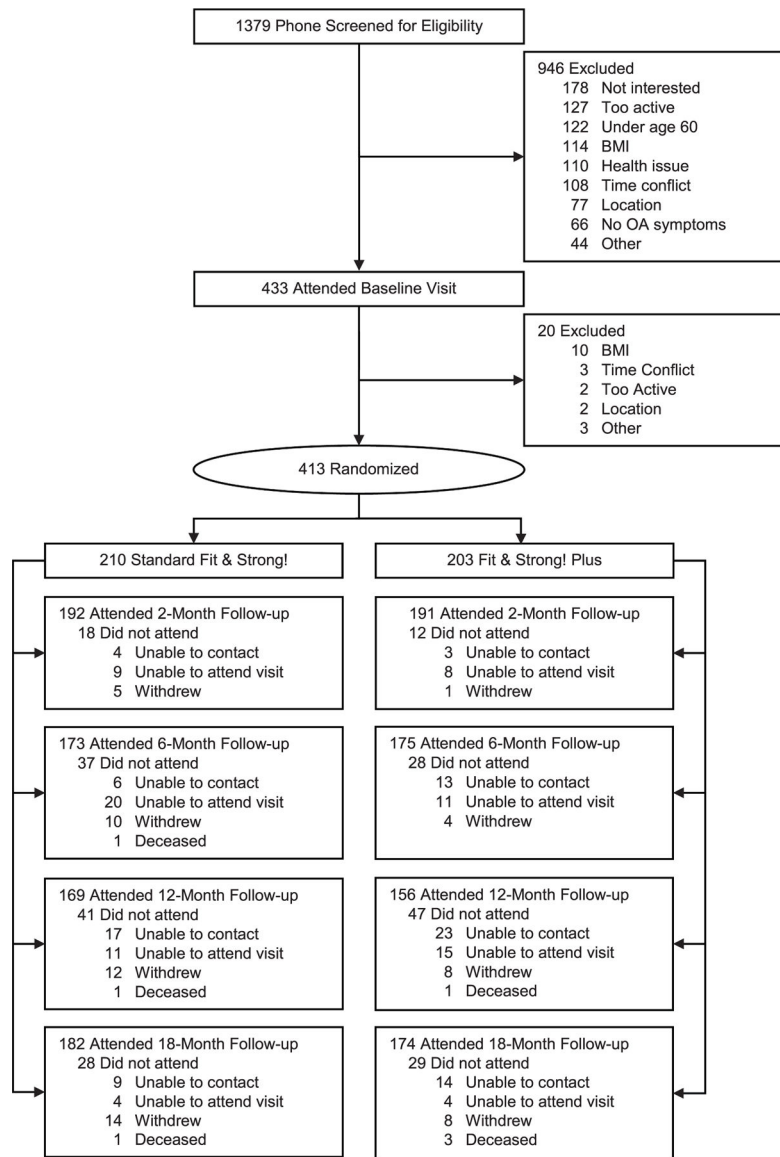 1379 Phone Screened for Eligibility
946 Excluded
178 Not interested
127 Too active
122 Under age 60
114 BMI
110 Health issue
108 Time conflict
77 Location
66 No OA symptoms
44 Other
433 Attended Baseline Visit
20 Excluded
10 BMI
3 Time Conflict
2 Too Active
2 Location
3 Other
413 Randomized
210 Standard Fit & Strong!
203 Fit & Strong! Plus
192 Attended 2-Month Follow-up
18 Did not attend
4 Unable to contact
9 Unable to attend visit
5 Withdrew
191 Attended 2-Month Follow-up
12 Did not attend
3 Unable to contact
8 Unable to attend visit
1 Withdrew
173 Attended 6-Month Follow-up
37 Did not attend
6 Unable to contact
20 Unable to attend visit
10 Withdrew
1 Deceased
175 Attended 6-Month Follow-up
28 Did not attend
13 Unable to contact
11 Unable to attend visit
4 Withdrew
169 Attended 12-Month Follow-up
41 Did not attend
17 Unable to contact
11 Unable to attend visit
12 Withdrew
1 Deceased
156 Attended 12-Month Follow-up
47 Did not attend
23 Unable to contact
15 Unable to attend visit
8 Withdrew
1 Deceased
182 Attended 18-Month Follow-up
28 Did not attend
9 Unable to contact
4 Unable to attend visit
14 Withdrew
1 Deceased
174 Attended 18-Month Follow-up
29 Did not attend
14 Unable to contact
4 Unable to attend visit
8 Withdrew
3 Deceased